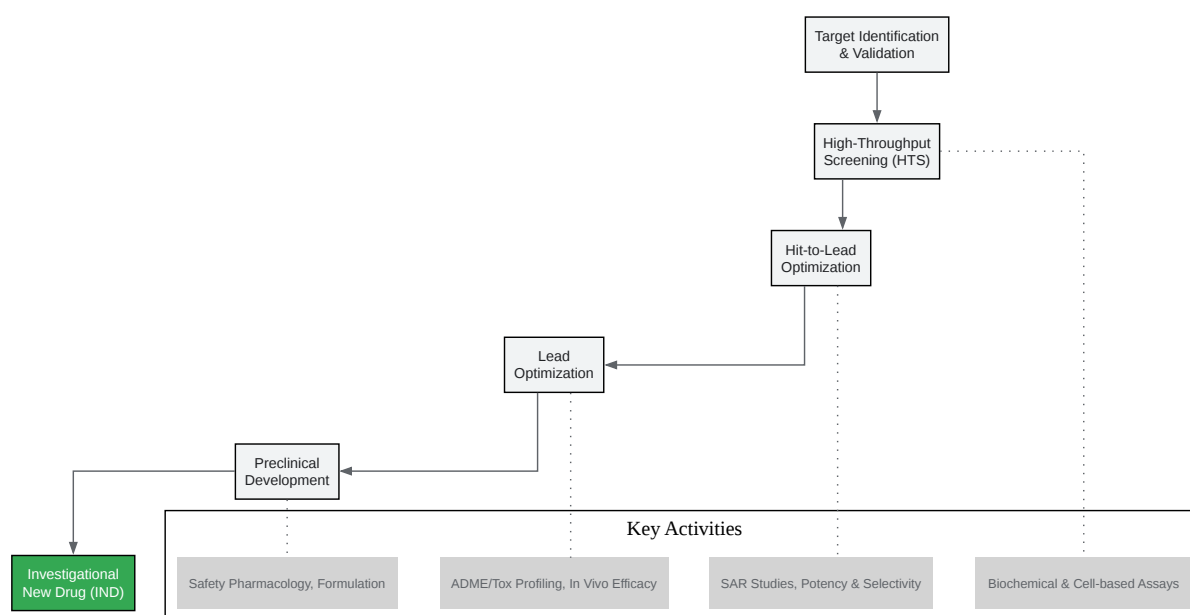 Target Identification
& Validation
High-Throughput
Screening (HTS)
Hit-to-Lead
Optimization
Lead
Optimization
Preclinical
Development
Key Activities
Investigational
New Drug (IND)
Safety Pharmacology, Formulation
ADME/Tox Profiling, In Vivo Efficacy
SAR Studies, Potency & Selectivity
Biochemical & Cell-based Assays